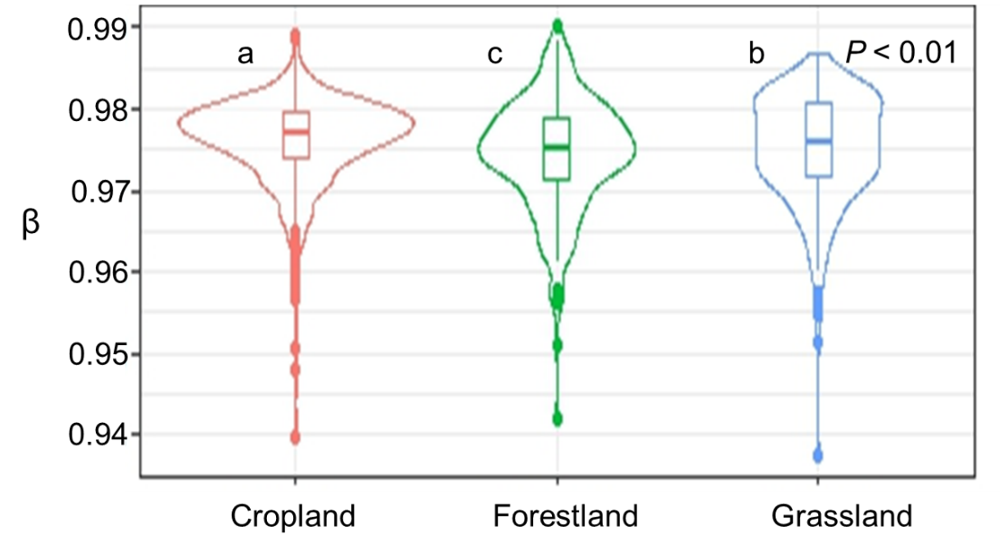 0.99
a
c
b
P < 0.01
0.98
0.97
β
0.96
0.95
0.94
Cropland
Forestland
Grassland